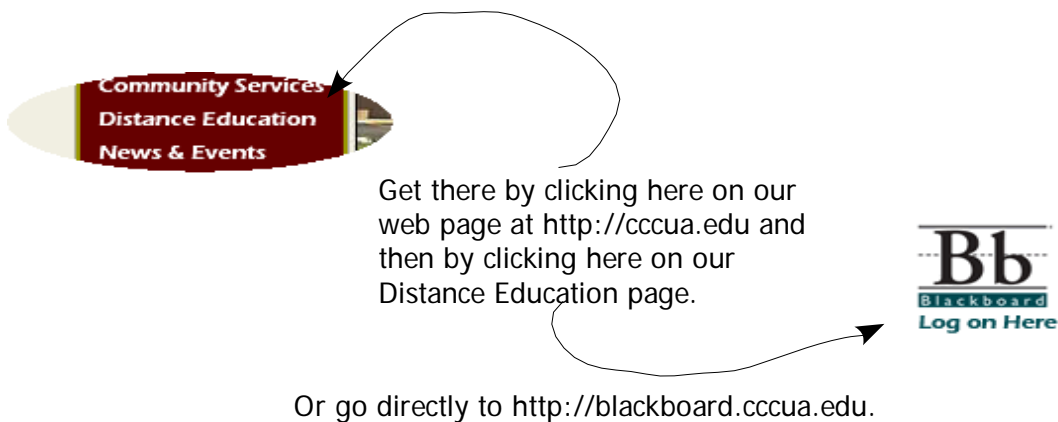 Community Services
Distance Education
News & Events
Get there by clicking here on our
web page at http://cccua.edu and
then by clicking here on our
Distance Education page.
Bb
Blackboard
Log on Here
Or go directly to http://blackboard.cccua.edu.